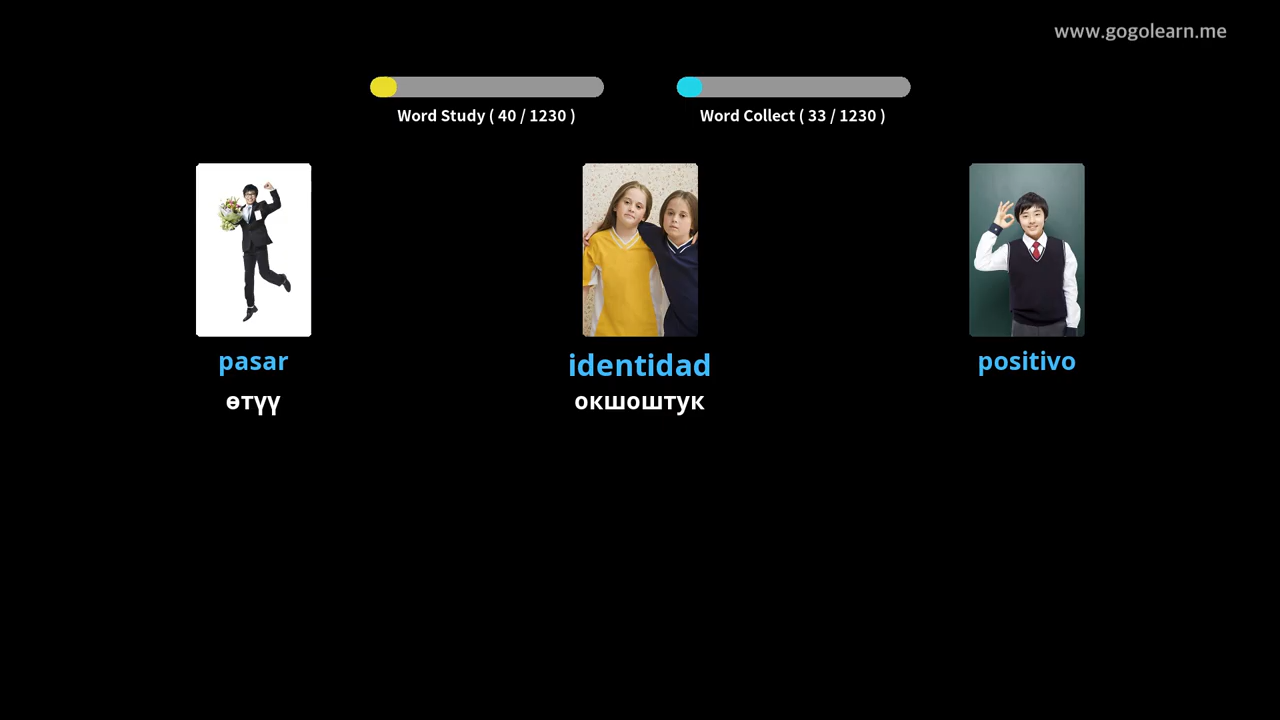 www.gogolearn.me
Word Study ( 40 / 1230 )
Word Collect ( 33 / 1230 )
pasar
identidad
positivo
өтүү
окшоштук